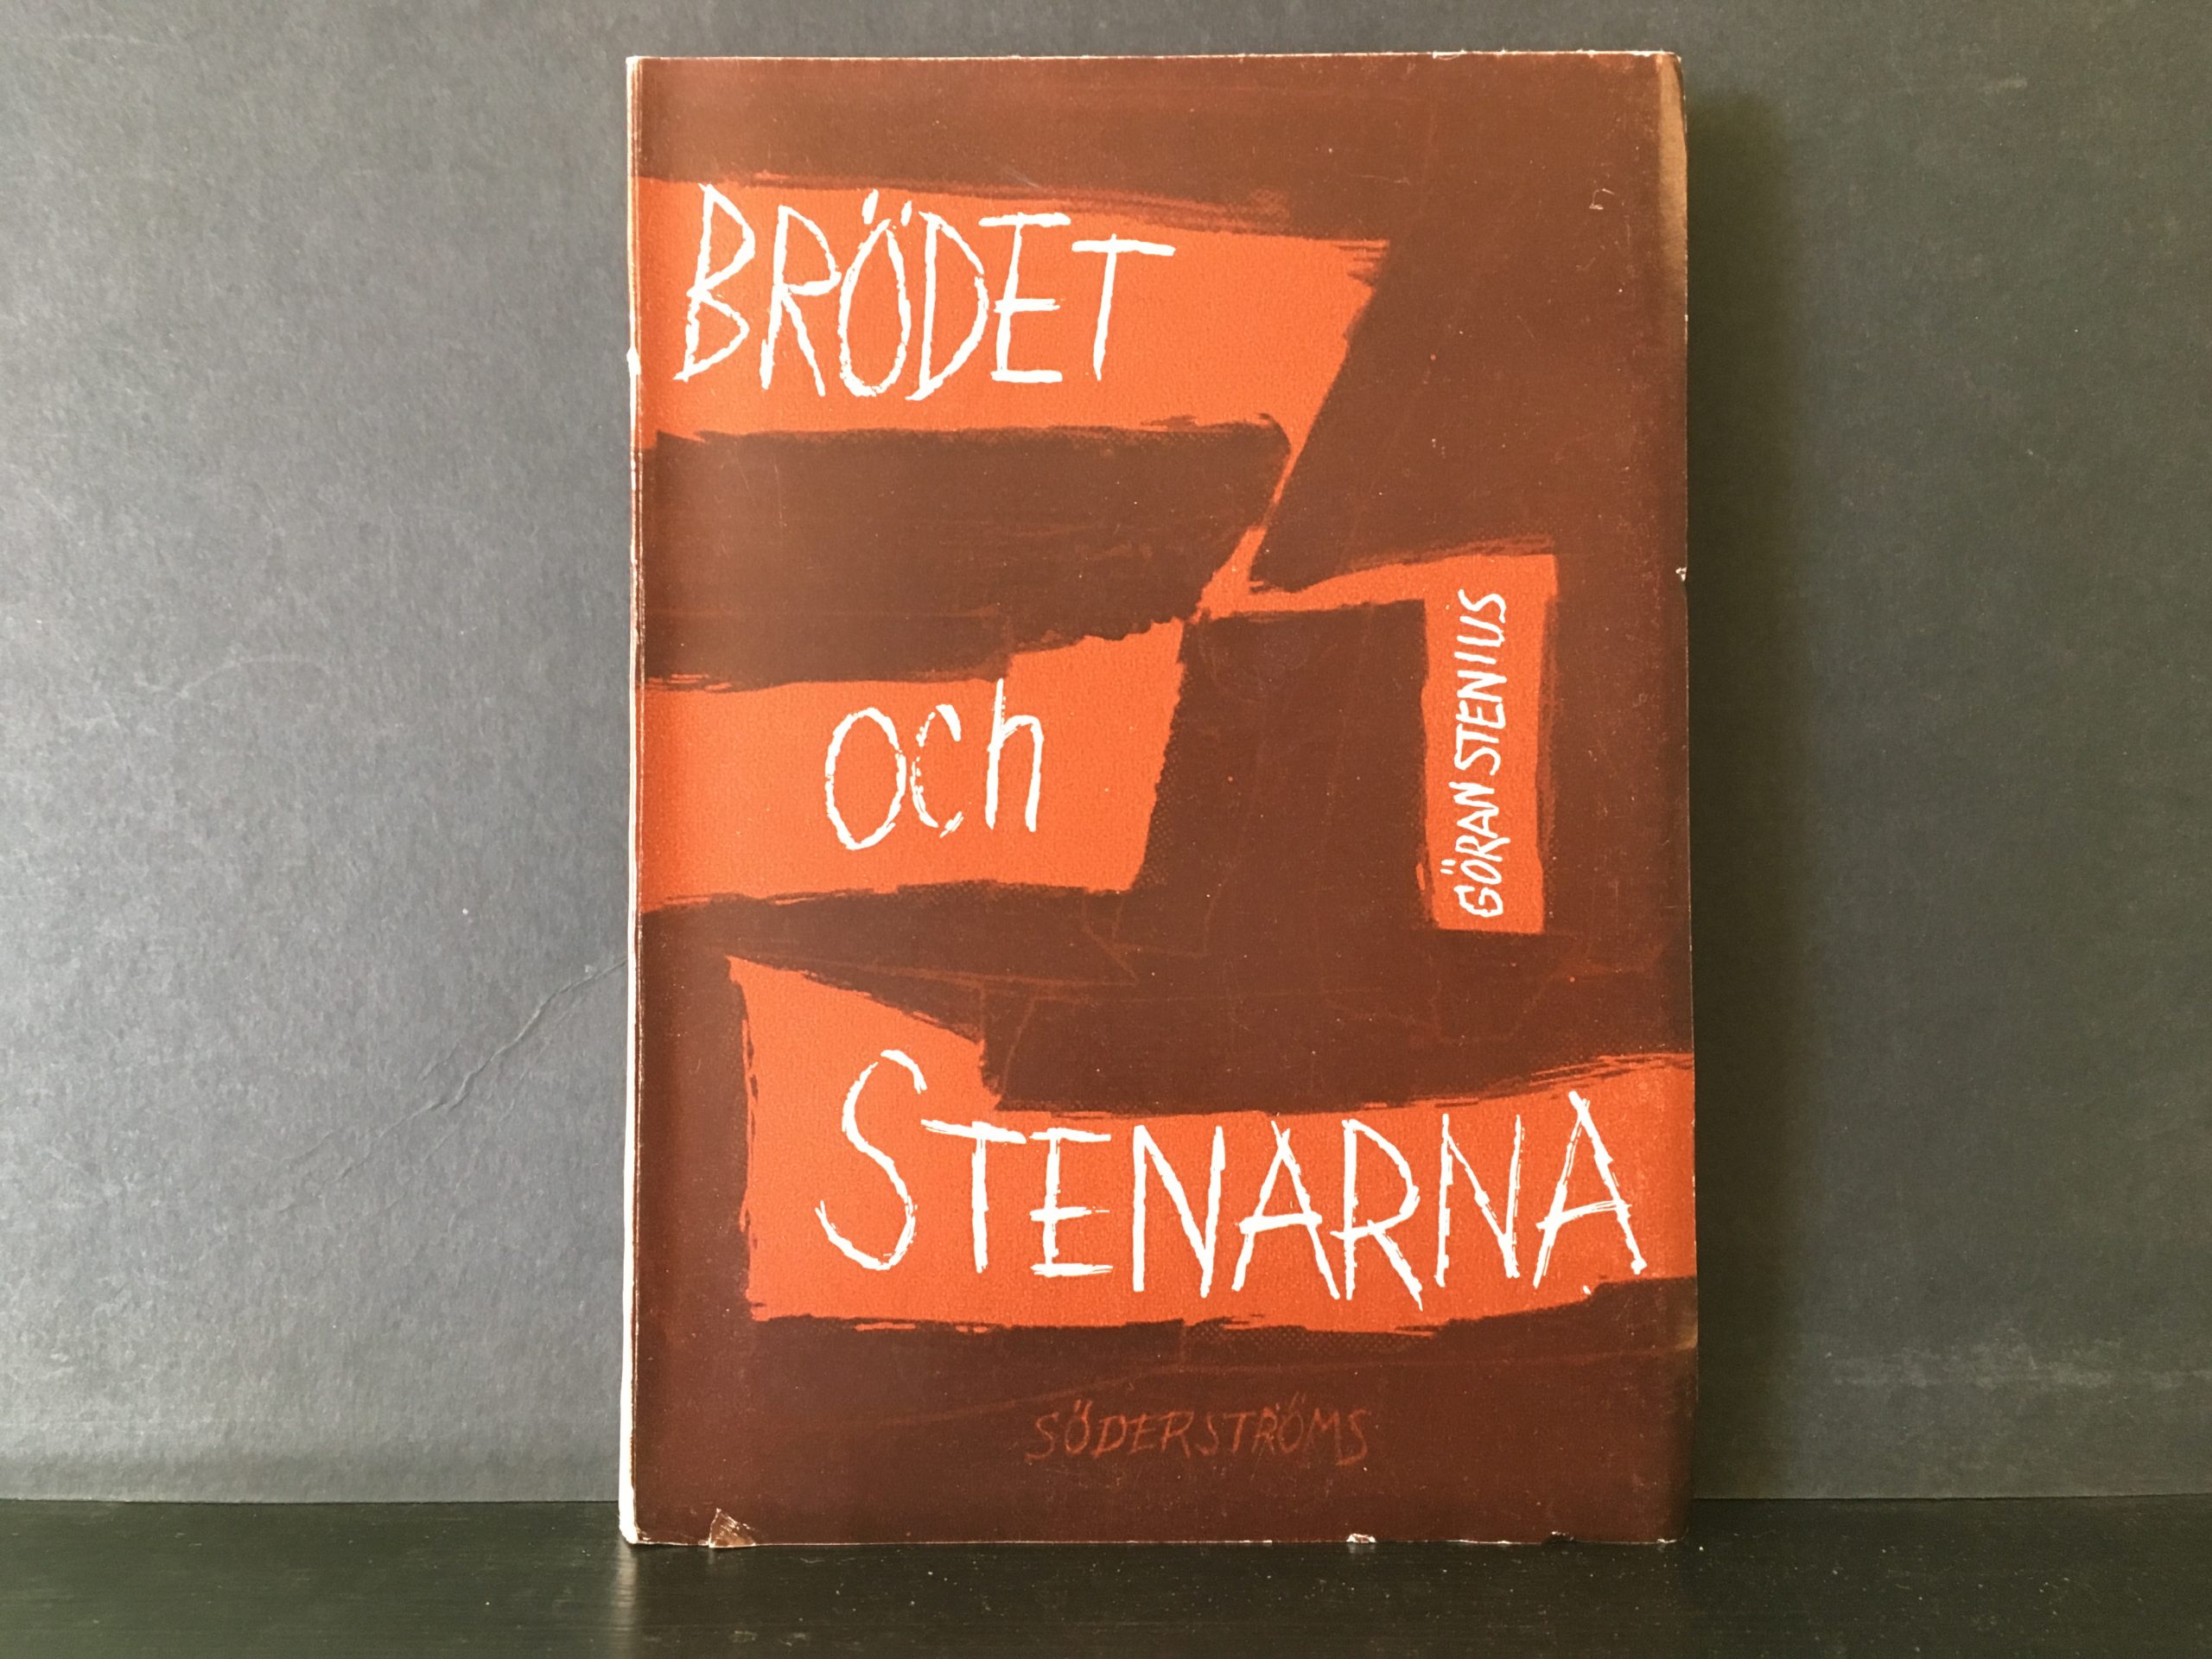 BRÖDET
och
GÖRAN STENIUS
STENARNA
SÖDERSTRÖMS